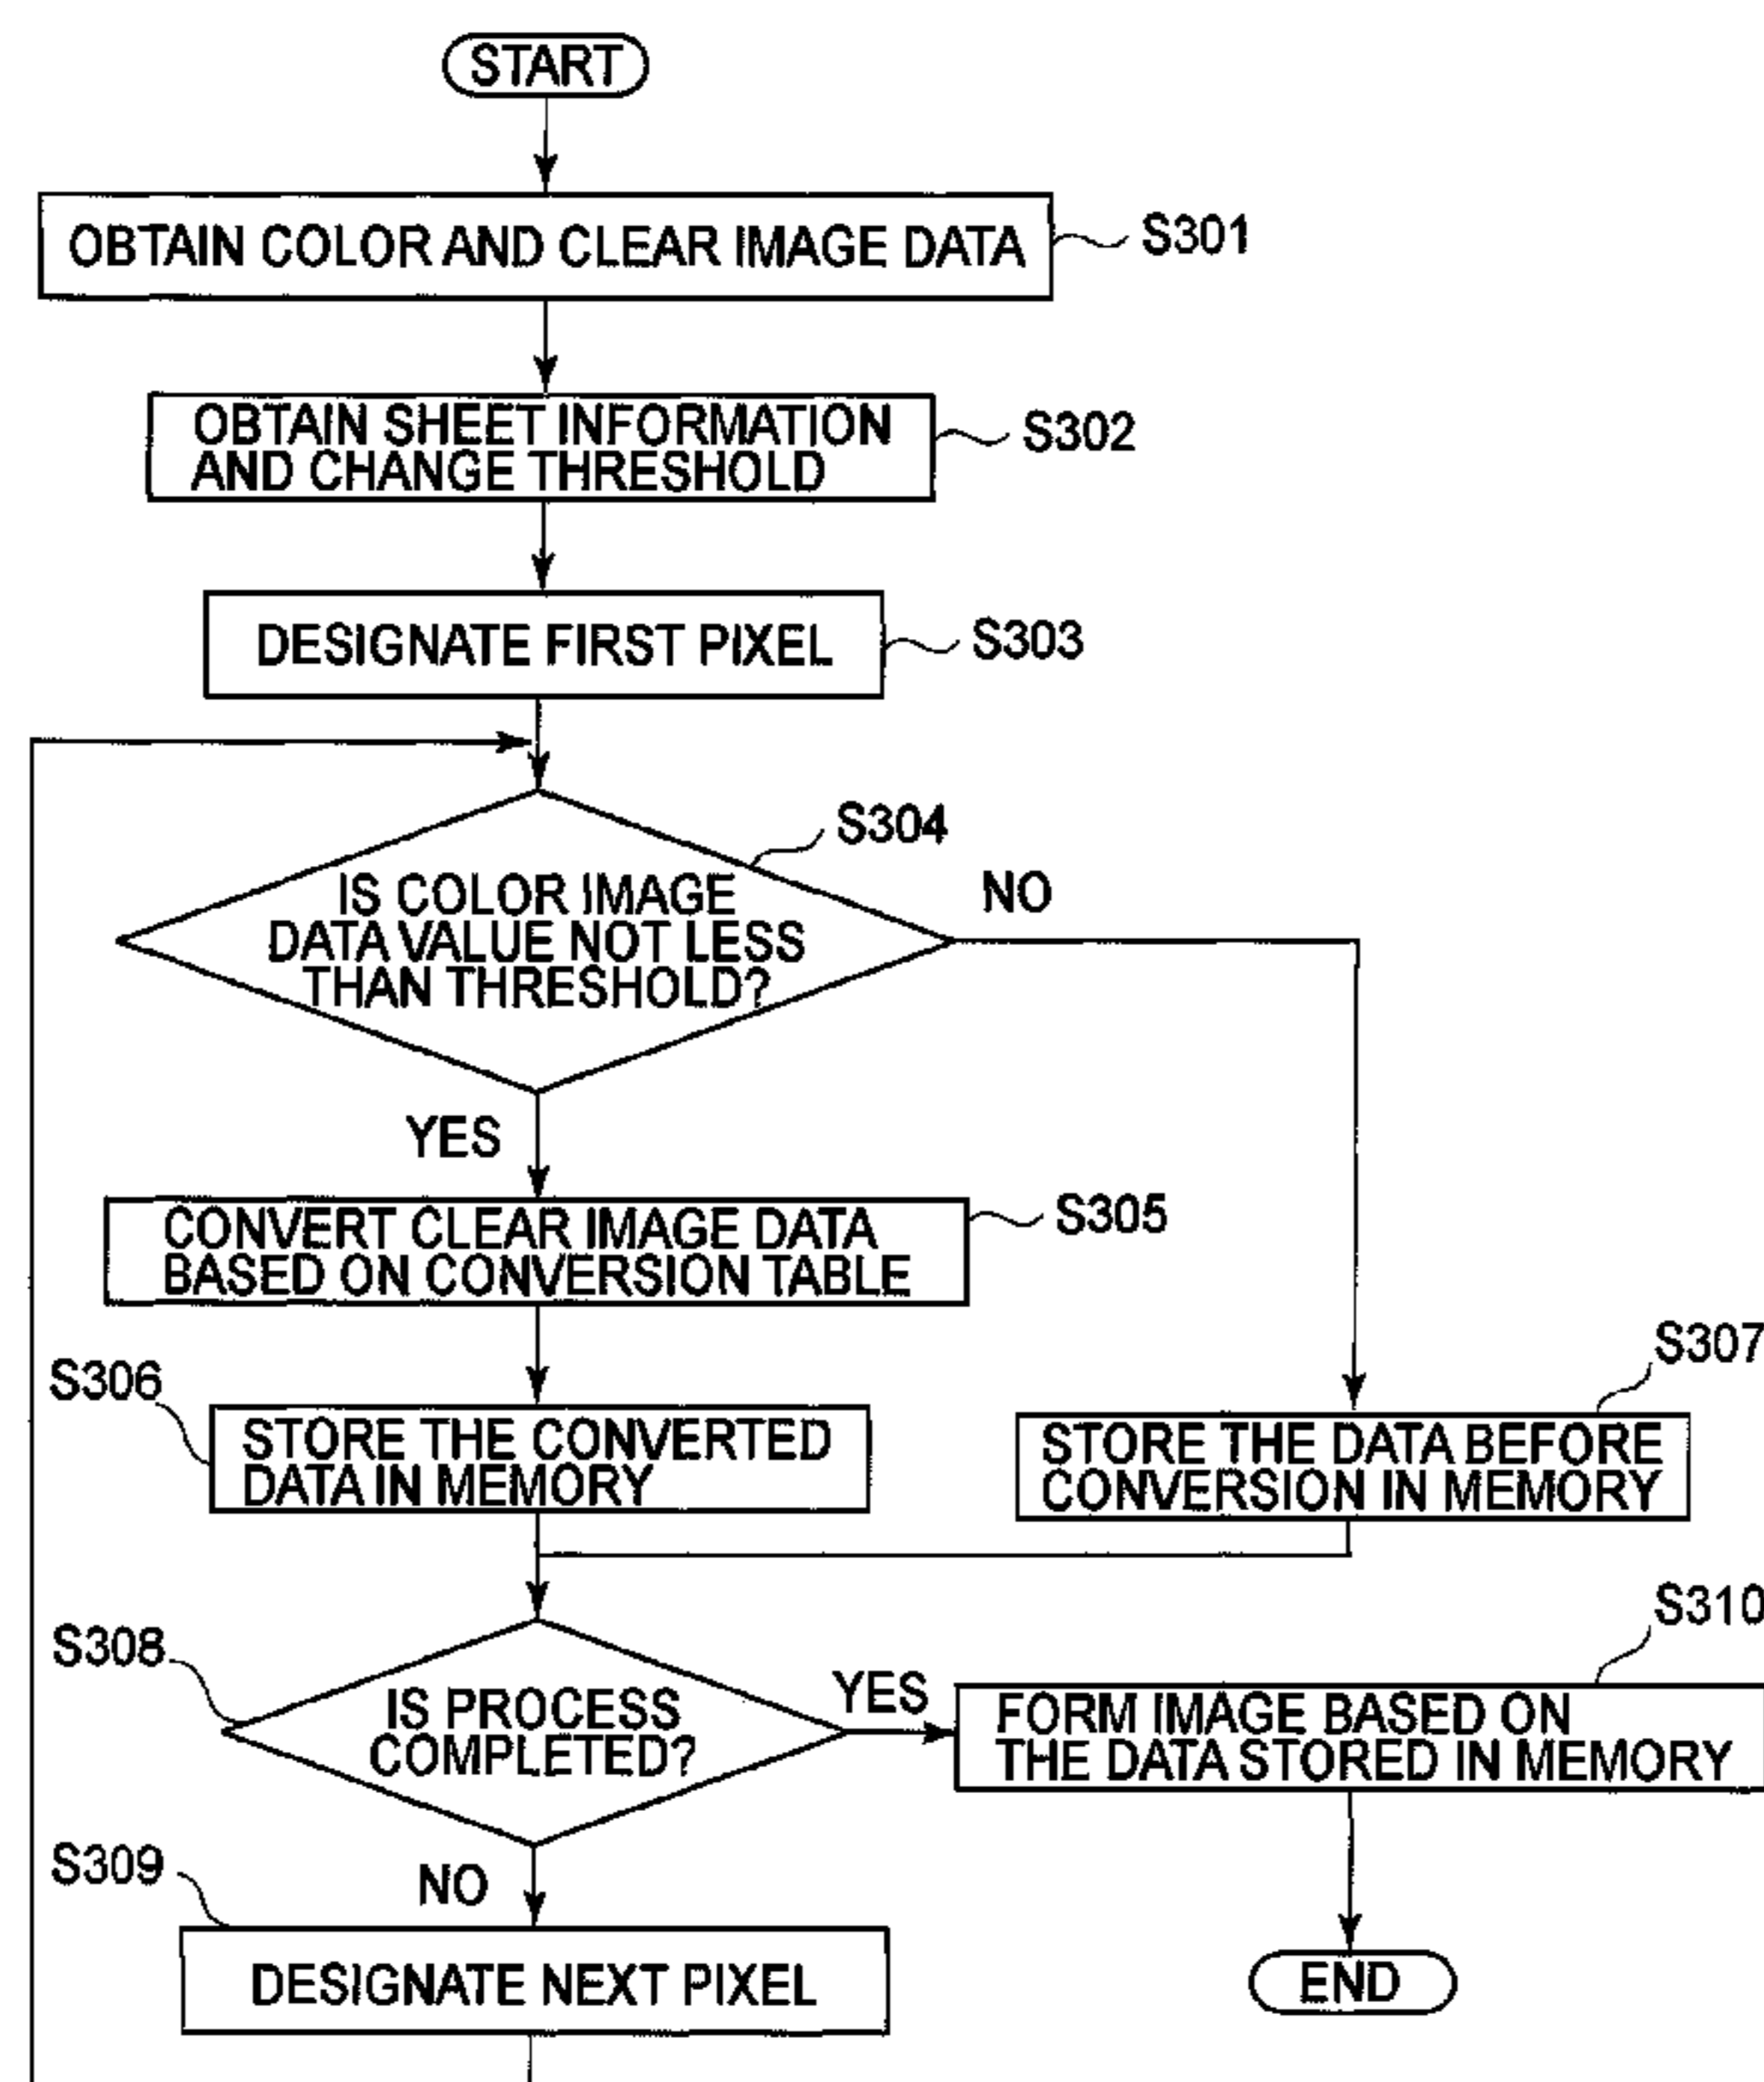 START
OBTAIN COLOR AND CLEAR IMAGE DATA
S301
OBTAIN SHEET INFORMATION
AND CHANGE THRESHOLD
S302
DESIGNATE FIRST PIXEL
S303
S304
IS COLOR IMAGE
DATA VALUE NOT LESS
THAN THRESHOLD?
NO
YES
CONVERT CLEAR IMAGE DATA
BASED ON CONVERSION TABLE
S305
S306
STORE THE CONVERTED
DATA IN MEMORY
S307
STORE THE DATA BEFORE
CONVERSION IN MEMORY
S308
IS PROCESS
COMPLETED?
YES
S310
FORM IMAGE BASED ON
THE DATA STORED IN MEMORY
S309
NO
DESIGNATE NEXT PIXEL
END